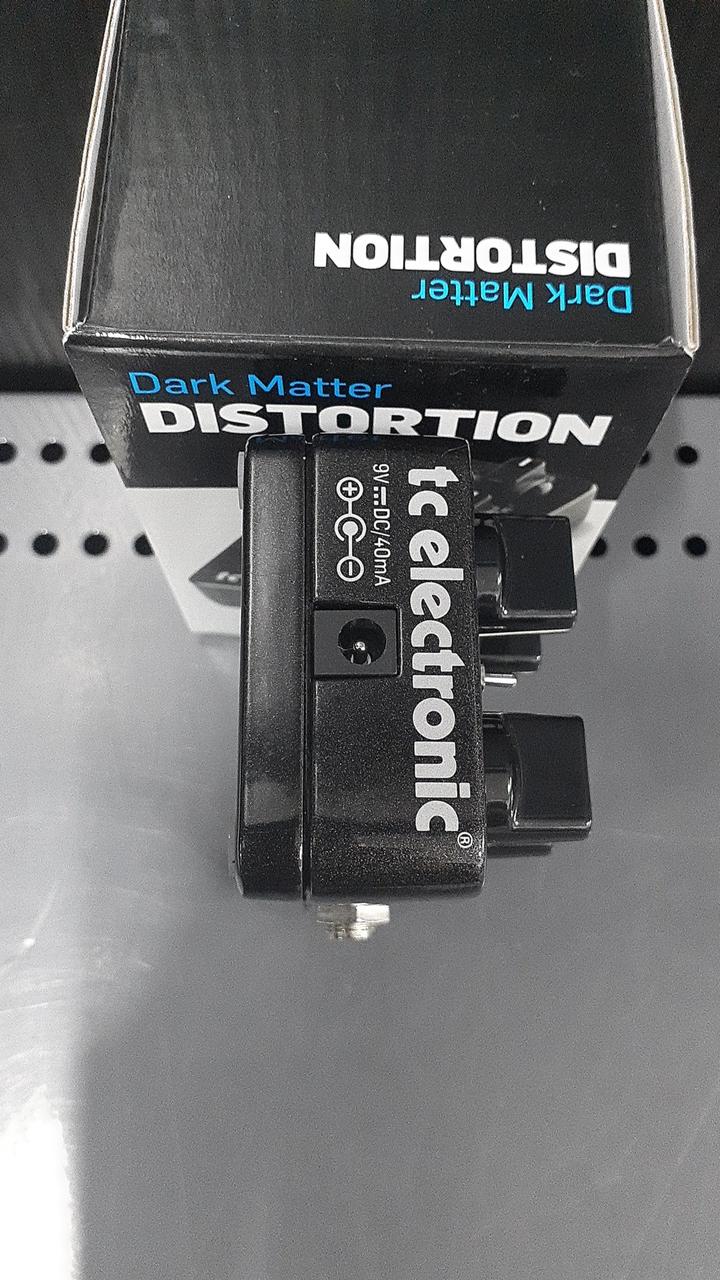 Dark Matter
DISTORTION
Dark Matter
DISTORTION
tc electronic®
9V⎓DC/40mA